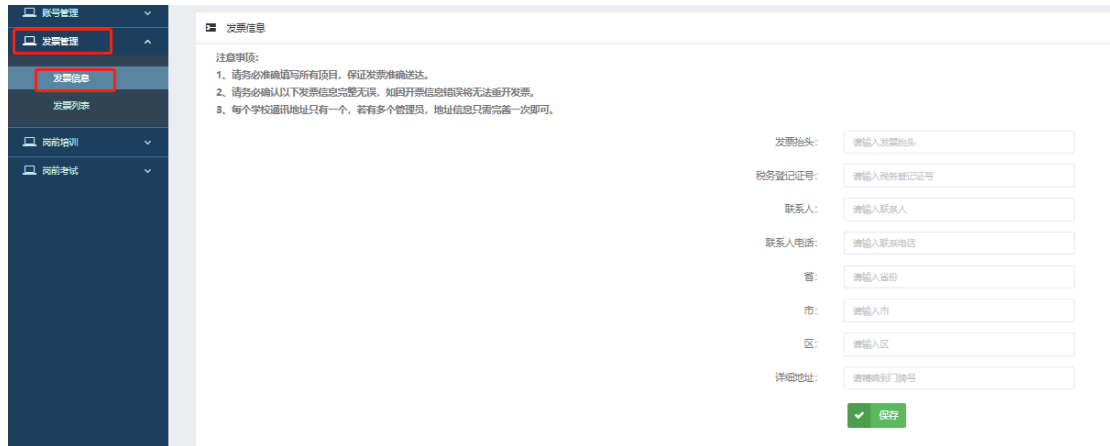 账号管理
发票管理
发票信息
发票列表
岗前培训
岗前考试
发票信息
注意事项：
1、请务必准确填写所有项目，保证发票准确送达。
2、请务必确认以下发票信息完整无误，如因开票信息错误将无法重开发票。
3、每个学校通讯地址只有一个，若有多个管理员，地址信息只需完善一次即可。
发票抬头： 请输入发票抬头
税务登记证号： 请输入税务登记证号
联系人： 请输入联系人
联系人电话： 请输入联系电话
省： 请输入省份
市： 请输入市
区： 请输入区
详细地址： 请精确到门牌号
保存